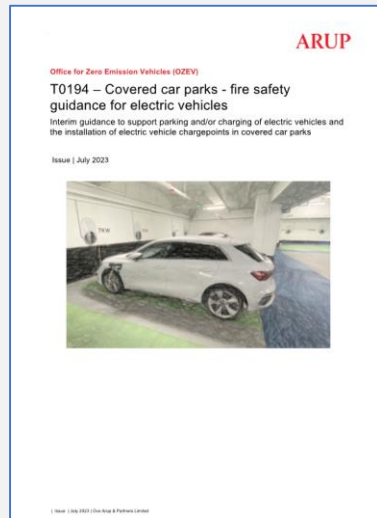 ARUP
Office for Zero Emission Vehicles (OZEV)
T0194 – Covered car parks - fire safety
guidance for electric vehicles
Interim guidance to support parking and/or charging of electric vehicles and
the installation of electric vehicle chargepoints in covered car parks
Issue | July 2023
7KW
| Issue | July 2023 | Ove Arup & Partners Limited